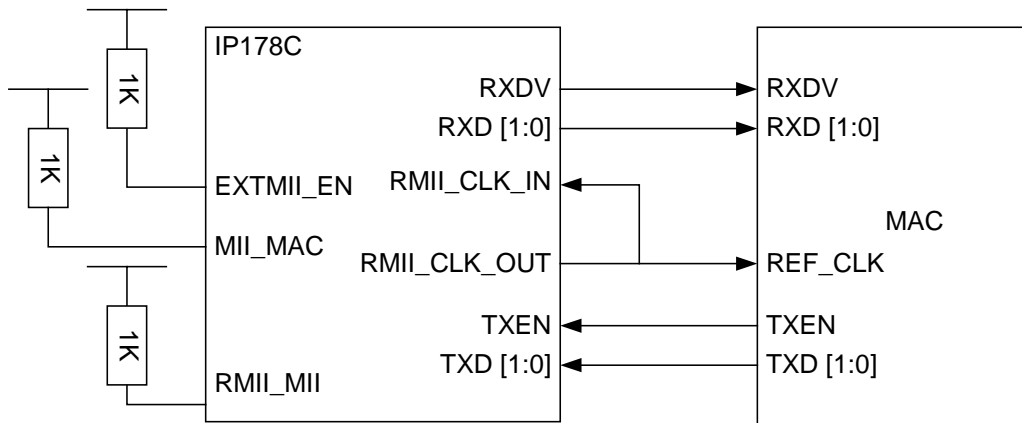 IP178C
1K
1K
1K
EXTMII_EN
MII_MAC
RMII_MII
RXDV
RXD [1:0]
RMII_CLK_IN
RMII_CLK_OUT
TXEN
TXD [1:0]
RXDV
RXD [1:0]
MAC
REF_CLK
TXEN
TXD [1:0]